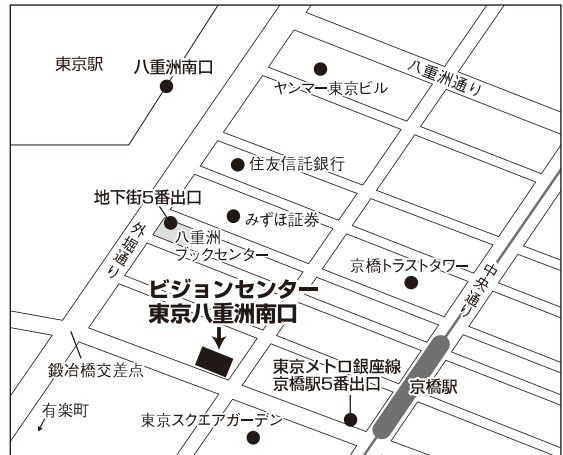 東京駅
八重洲南口
ヤンマー東京ビル
八重洲通り
住友信託銀行
地下街5番出口
みずほ証券
八重洲
ブックセンター
外堀通り
京橋トラストタワー
中央通り
ビジョンセンター
東京八重洲南口
鍛冶橋交差点
東京メトロ銀座線
京橋駅5番出口
京橋駅
有楽町
東京スクエアガーデン